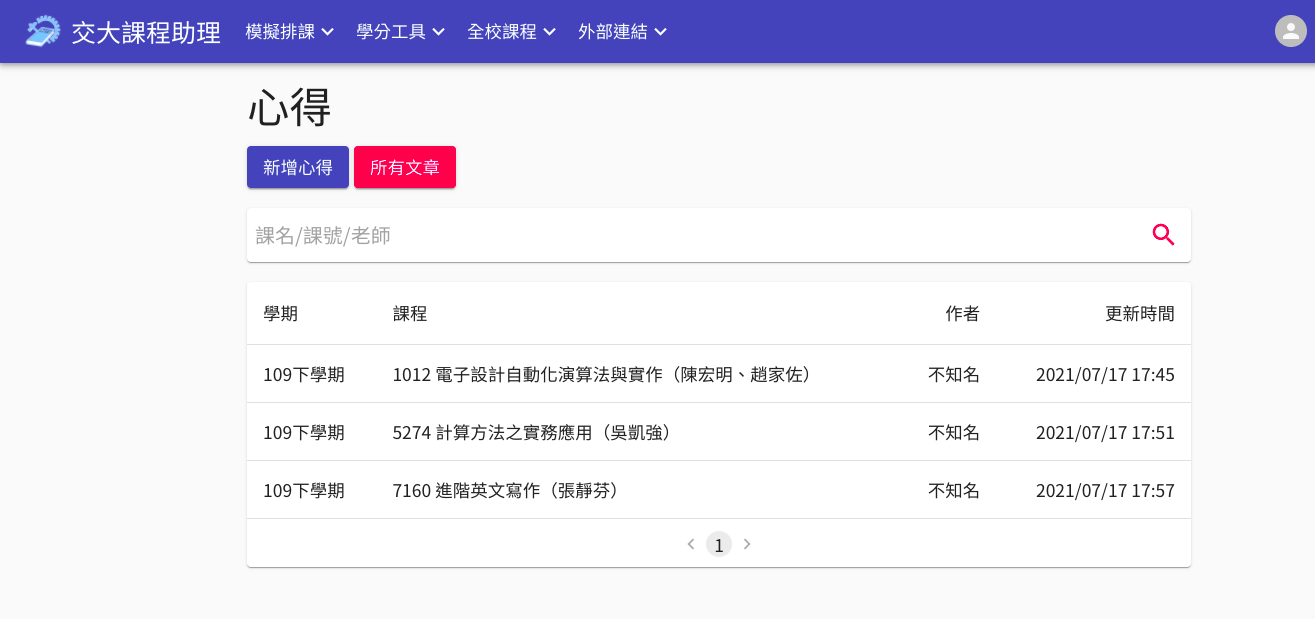 交大課程助理 模擬排課 學分工具 全校課程 外部連結
心得
新增心得 所有文章
課名/課號/老師
學期 課程 作者 更新時間
109下學期 1012 電子設計自動化演算法與實作（陳宏明、趙家佐） 不知名 2021/07/17 17:45
109下學期 5274 計算方法之實務應用（吳凱強） 不知名 2021/07/17 17:51
109下學期 7160 進階英文寫作（張靜芬） 不知名 2021/07/17 17:57
1